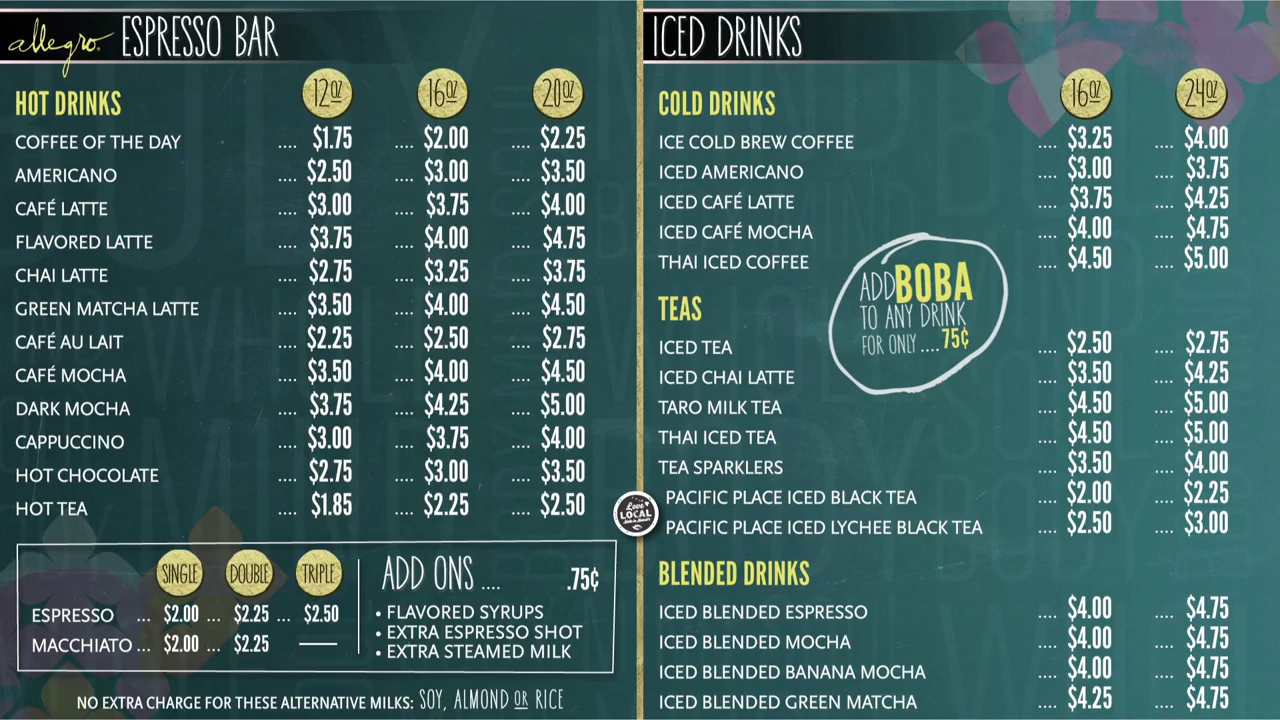 allegro. ESPRESSO BAR
HOT DRINKS 12OZ 16OZ 20OZ
COFFEE OF THE DAY .... $1.75 .... $2.00 .... $2.25
AMERICANO .... $2.50 .... $3.00 .... $3.50
CAFÉ LATTE .... $3.00 .... $3.75 .... $4.00
FLAVORED LATTE .... $3.75 .... $4.00 .... $4.75
CHAI LATTE .... $2.75 .... $3.25 .... $3.75
GREEN MATCHA LATTE .... $3.50 .... $4.00 .... $4.50
CAFÉ AU LAIT .... $2.25 .... $2.50 .... $2.75
CAFÉ MOCHA .... $3.50 .... $4.00 .... $4.50
DARK MOCHA .... $3.75 .... $4.25 .... $5.00
CAPPUCCINO .... $3.00 .... $3.75 .... $4.00
HOT CHOCOLATE .... $2.75 .... $3.00 .... $3.50
HOT TEA .... $1.85 .... $2.25 .... $2.50
SINGLE DOUBLE TRIPLE
ESPRESSO ... $2.00 ... $2.25 ... $2.50
MACCHIATO ... $2.00 ... $2.25 —
ADD ONS .... .75¢
• FLAVORED SYRUPS
• EXTRA ESPRESSO SHOT
• EXTRA STEAMED MILK
NO EXTRA CHARGE FOR THESE ALTERNATIVE MILKS: SOY, ALMOND OR RICE
Love
LOCAL
ICED DRINKS
COLD DRINKS 16OZ 24OZ
ICE COLD BREW COFFEE .... $3.25 .... $4.00
ICED AMERICANO .... $3.00 .... $3.75
ICED CAFÉ LATTE .... $3.75 .... $4.25
ICED CAFÉ MOCHA .... $4.00 .... $4.75
THAI ICED COFFEE .... $4.50 .... $5.00
ADD BOBA
TO ANY DRINK
FOR ONLY .... 75¢
TEAS
ICED TEA .... $2.50 .... $2.75
ICED CHAI LATTE .... $3.50 .... $4.25
TARO MILK TEA .... $4.50 .... $5.00
THAI ICED TEA .... $4.50 .... $5.00
TEA SPARKLERS .... $3.50 .... $4.00
PACIFIC PLACE ICED BLACK TEA .... $2.00 .... $2.25
PACIFIC PLACE ICED LYCHEE BLACK TEA .... $2.50 .... $3.00
BLENDED DRINKS
ICED BLENDED ESPRESSO .... $4.00 .... $4.75
ICED BLENDED MOCHA .... $4.00 .... $4.75
ICED BLENDED BANANA MOCHA .... $4.00 .... $4.75
ICED BLENDED GREEN MATCHA .... $4.25 .... $4.75